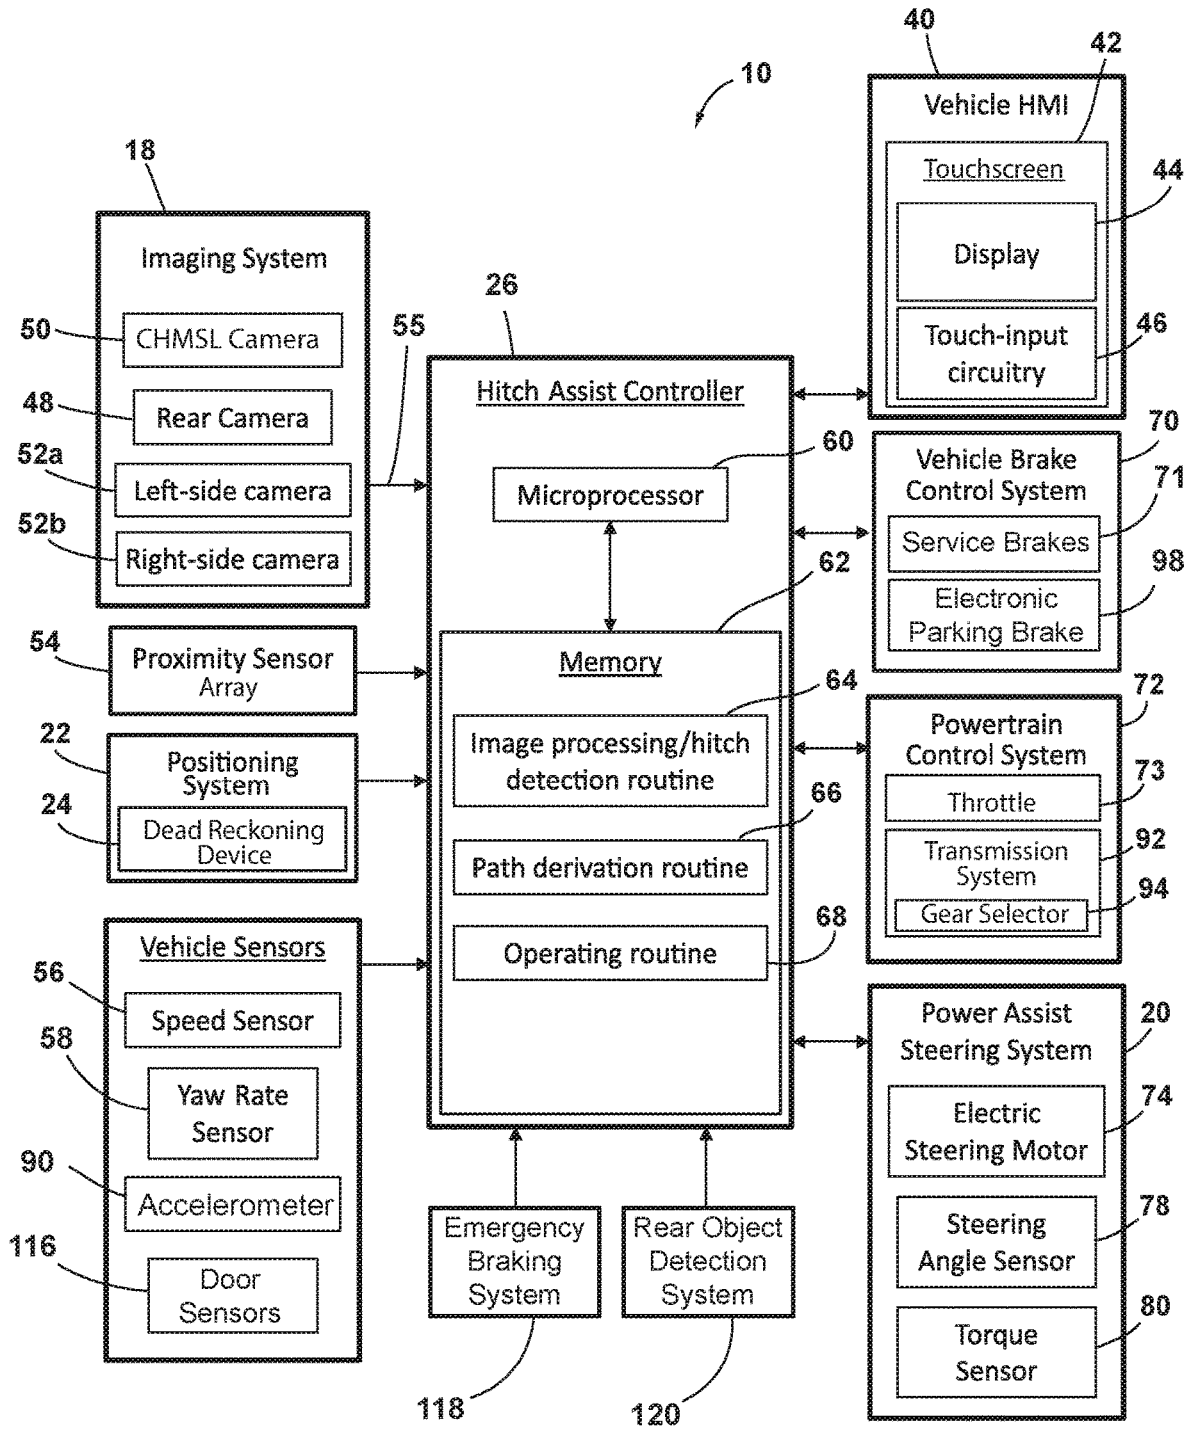 10
18
Imaging System
50
CHMSL Camera
48
Rear Camera
52a
Left-side camera
52b
Right-side camera
55
54
Proximity Sensor
Array
22
Positioning
System
24
Dead Reckoning
Device
Vehicle Sensors
56
Speed Sensor
58
Yaw Rate
Sensor
90
Accelerometer
116
Door
Sensors
26
Hitch Assist Controller
60
Microprocessor
62
Memory
64
Image processing/hitch
detection routine
66
Path derivation routine
68
Operating routine
Emergency
Braking
System
118
Rear Object
Detection
System
120
40
Vehicle HMI
42
Touchscreen
44
Display
46
Touch-input
circuitry
70
Vehicle Brake
Control System
71
Service Brakes
98
Electronic
Parking Brake
72
Powertrain
Control System
73
Throttle
92
Transmission
System
94
Gear Selector
20
Power Assist
Steering System
74
Electric
Steering Motor
78
Steering
Angle Sensor
80
Torque
Sensor